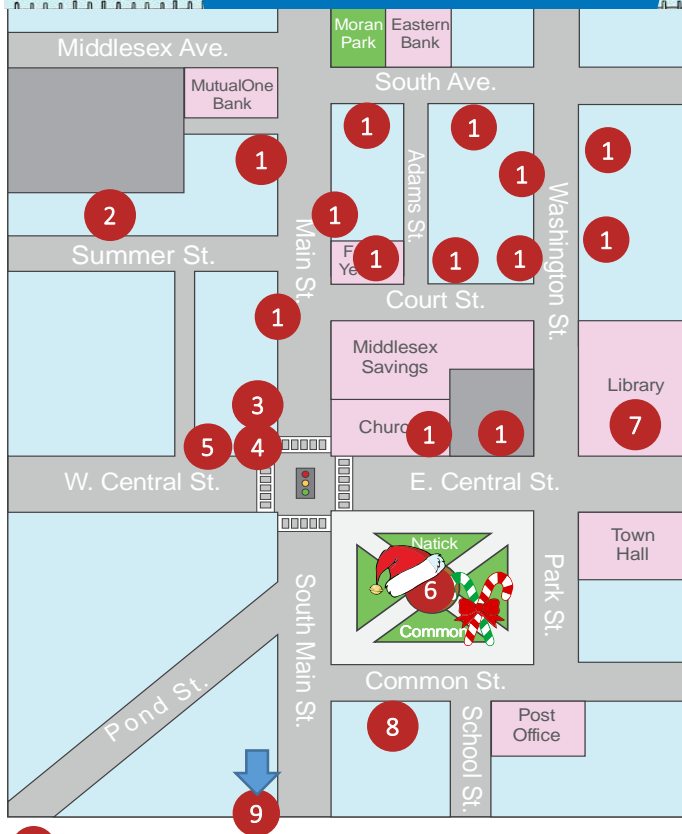 Moran
Park
Eastern
Bank
Middlesex Ave.
South Ave.
MutualOne
Bank
1
1
1
Adams St.
1
1
Washington St.
2
1
Main St.
1
Summer St.
1
1
1
Court St.
1
Middlesex
Savings
Library
3
7
5
4
1
1
W. Central St.
E. Central St.
Natick
6
Common
Town
Hall
Park St.
South Main St.
Pond St.
Common St.
8
School St.
Post
Office
9